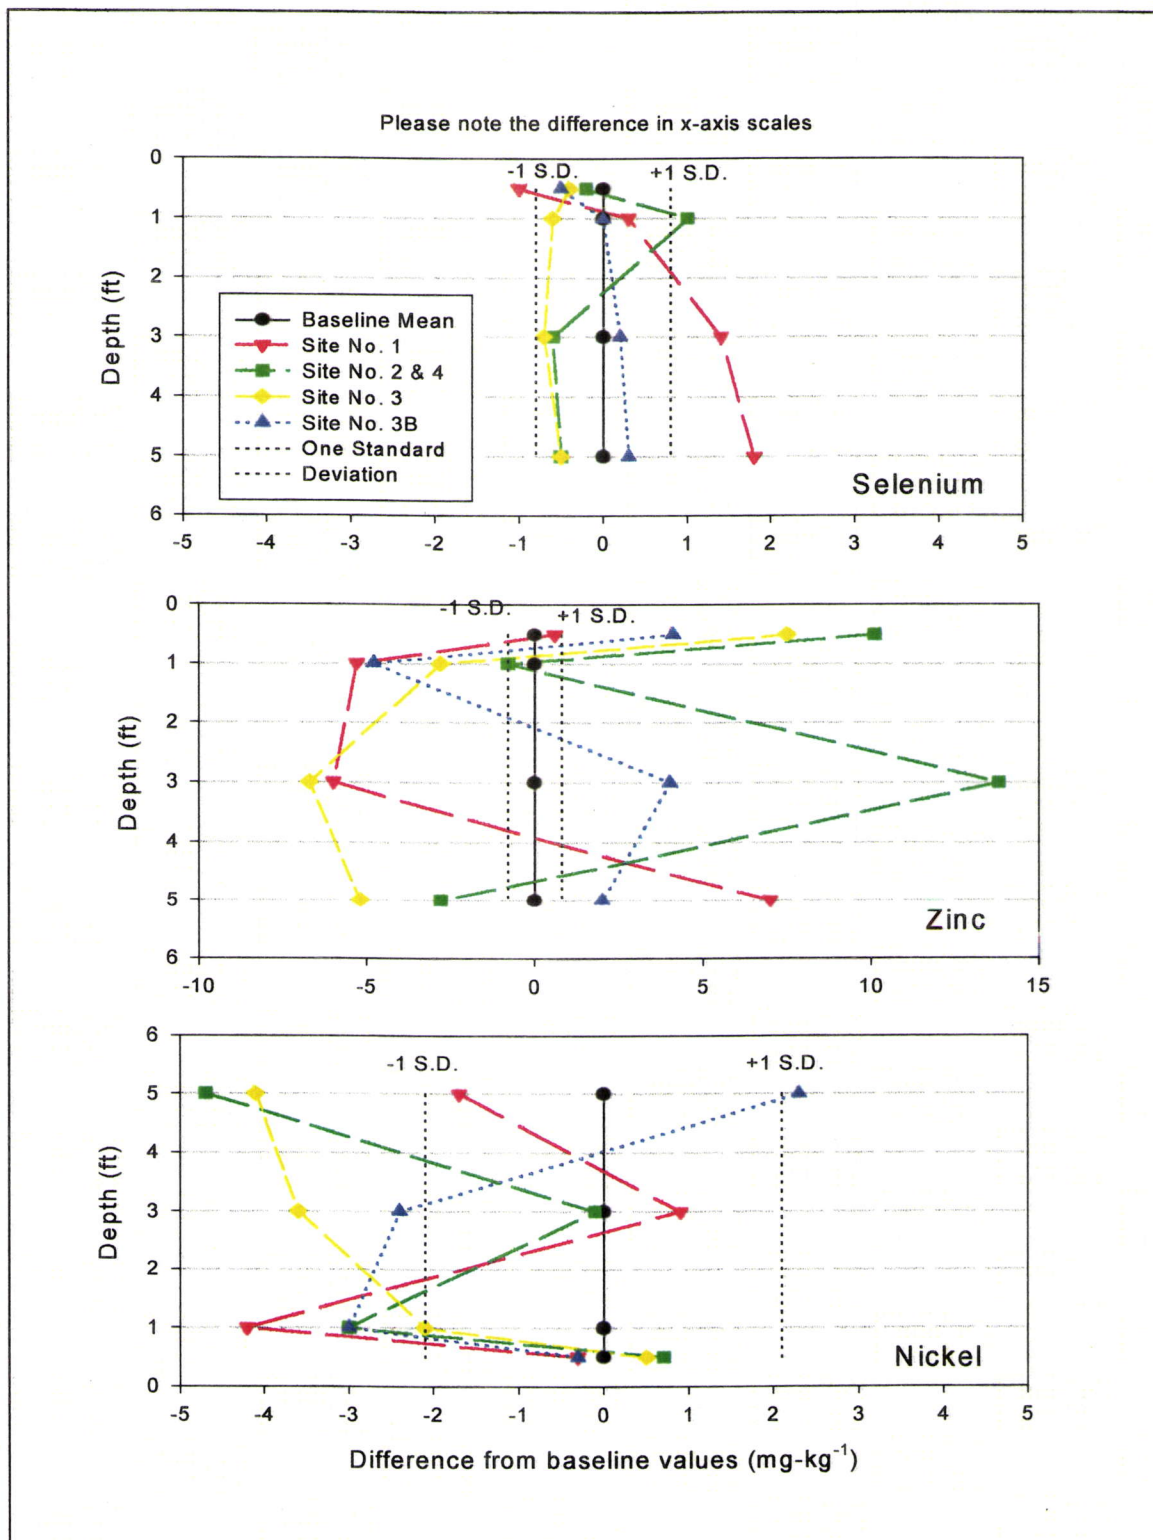 Please note the difference in x-axis scales
0
-1 S.D. +1 S.D.
1
2
3
4
5
6
Depth (ft)
Baseline Mean
Site No. 1
Site No. 2 & 4
Site No. 3
Site No. 3B
One Standard
Deviation
Selenium
-5 -4 -3 -2 -1 0 1 2 3 4 5
0
-1 S.D. +1 S.D.
1
2
3
4
5
6
Depth (ft)
Zinc
-10 -5 0 5 10 15
6
-1 S.D. +1 S.D.
5
4
3
2
1
0
Depth (ft)
Nickel
-5 -4 -3 -2 -1 0 1 2 3 4 5
Difference from baseline values (mg-kg⁻¹)